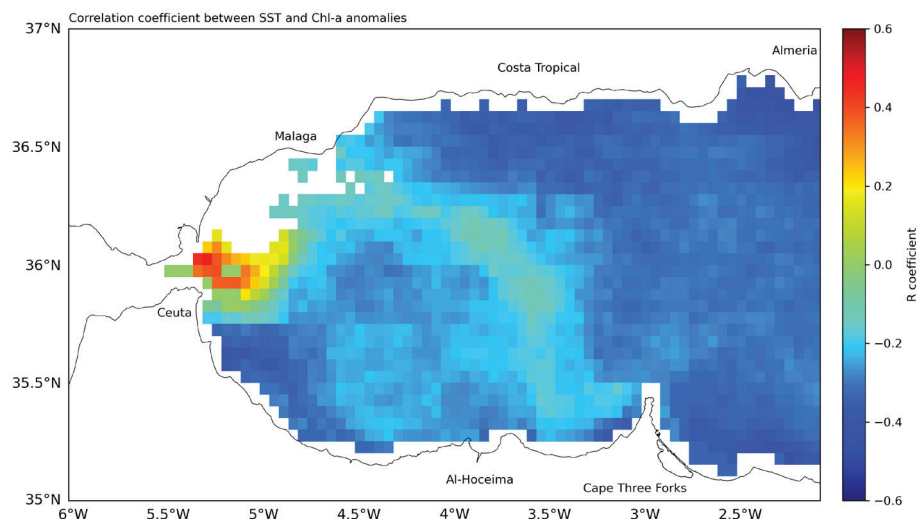 Correlation coefficient between SST and Chl-a anomalies
37°N
36.5°N
36°N
35.5°N
35°N
6°W
5.5°W
5°W
4.5°W
4°W
3.5°W
3°W
2.5°W
Almeria
Costa Tropical
Malaga
Ceuta
Al-Hoceima
Cape Three Forks
0.6
0.4
0.2
0.0
−0.2
−0.4
−0.6
R coefficient